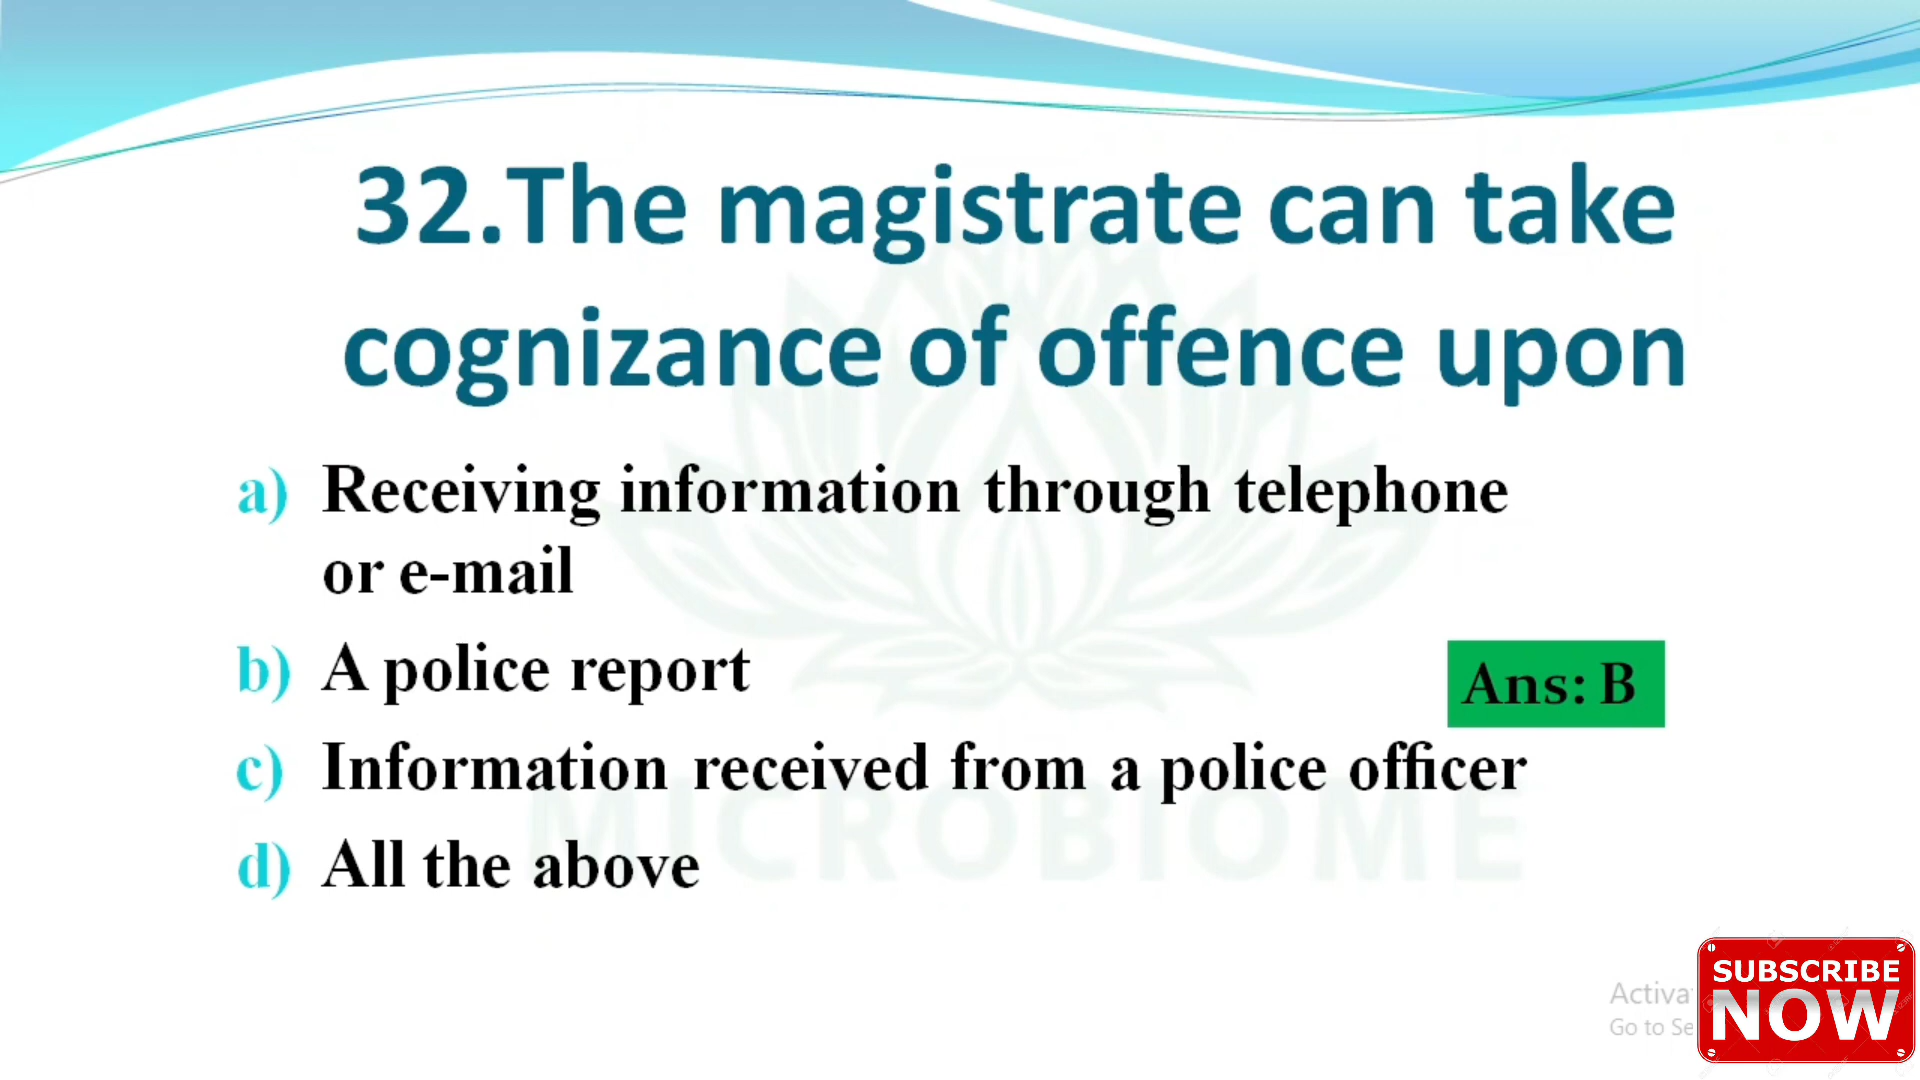 32.The magistrate can take
cognizance of offence upon
a) Receiving information through telephone
or e-mail
b) A police report
Ans: B
c) Information received from a police officer
d) All the above
MICROBIOME
SUBSCRIBE
NOW
Activa
Go to Se